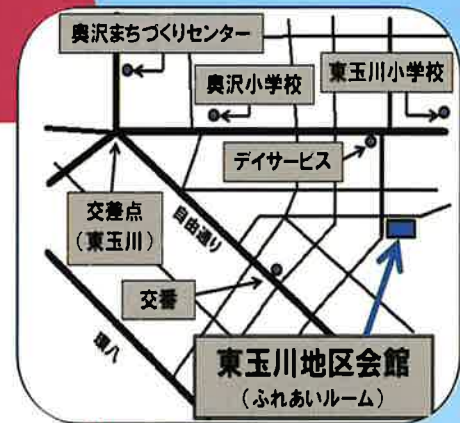 奥沢まちづくりセンター
奥沢小学校
東玉川小学校
デイサービス
交差点
（東玉川）
自由通り
交番
環八
東玉川地区会館
（ふれあいルーム）